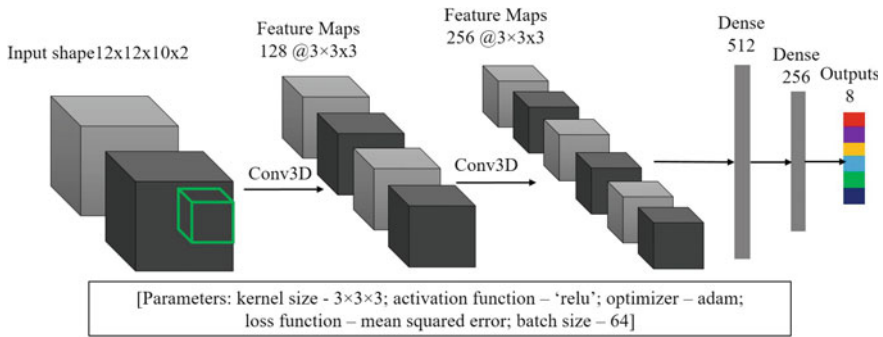 Input shape12x12x10x2
Feature Maps
128 @3×3x3
Feature Maps
256 @3×3x3
Dense
512
Dense
256
Outputs
8
Conv3D
Conv3D
[Parameters: kernel size - 3×3×3; activation function – ‘relu’; optimizer – adam;
loss function – mean squared error; batch size – 64]